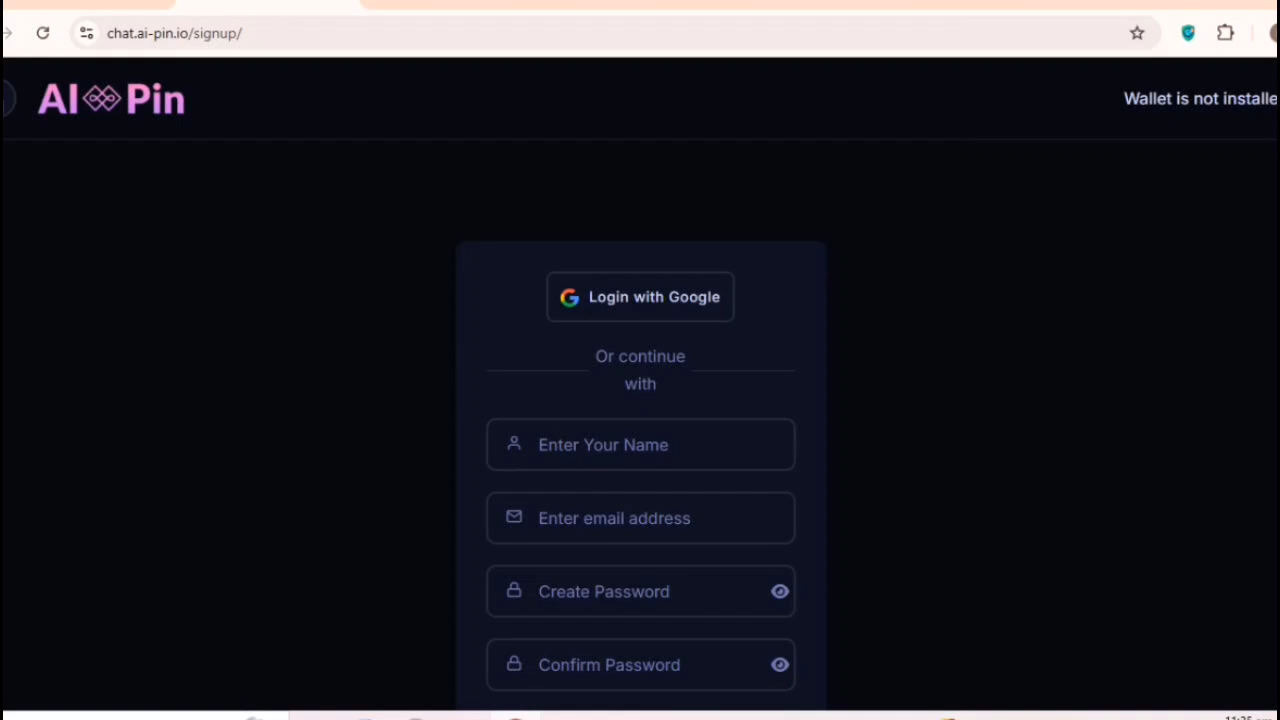 chat.ai-pin.io/signup/
AI Pin
Wallet is not installe
Login with Google
Or continue
with
Enter Your Name
Enter email address
Create Password
Confirm Password